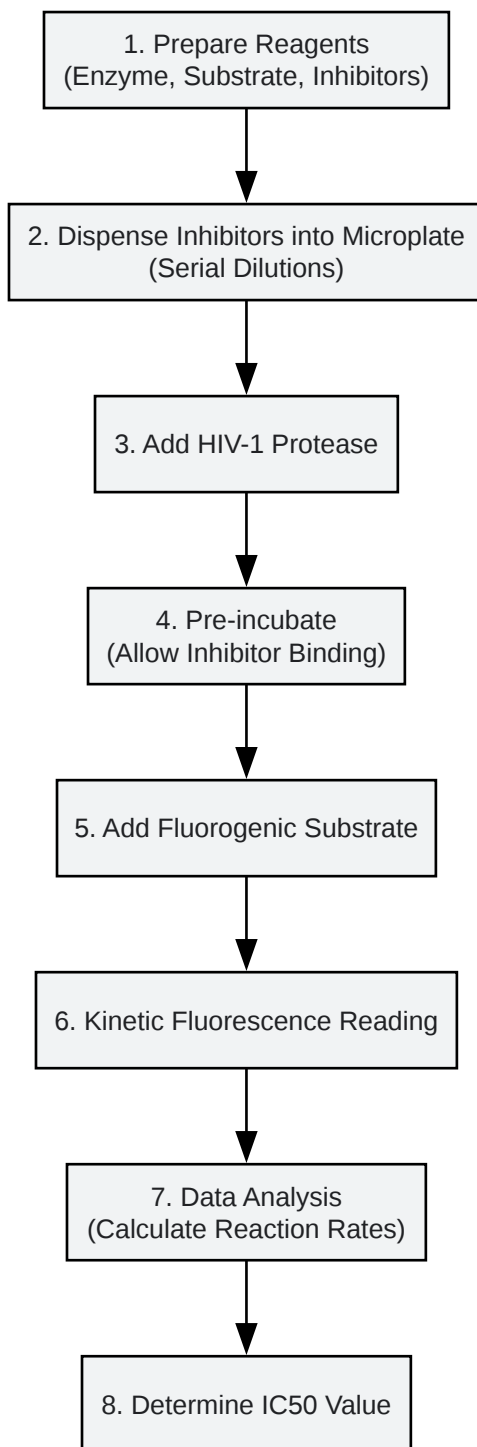 1. Prepare Reagents
(Enzyme, Substrate, Inhibitors)
2. Dispense Inhibitors into Microplate
(Serial Dilutions)
3. Add HIV-1 Protease
4. Pre-incubate
(Allow Inhibitor Binding)
5. Add Fluorogenic Substrate
6. Kinetic Fluorescence Reading
7. Data Analysis
(Calculate Reaction Rates)
8. Determine IC50 Value